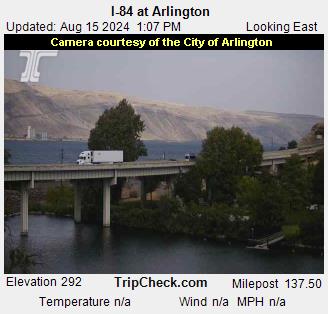 I-84 at Arlington
Updated: Aug 15 2024 1:07 PM Looking East
Camera courtesy of the City of Arlington
Elevation 292 TripCheck.com Milepost 137.50
Temperature n/a Wind n/a MPH n/a